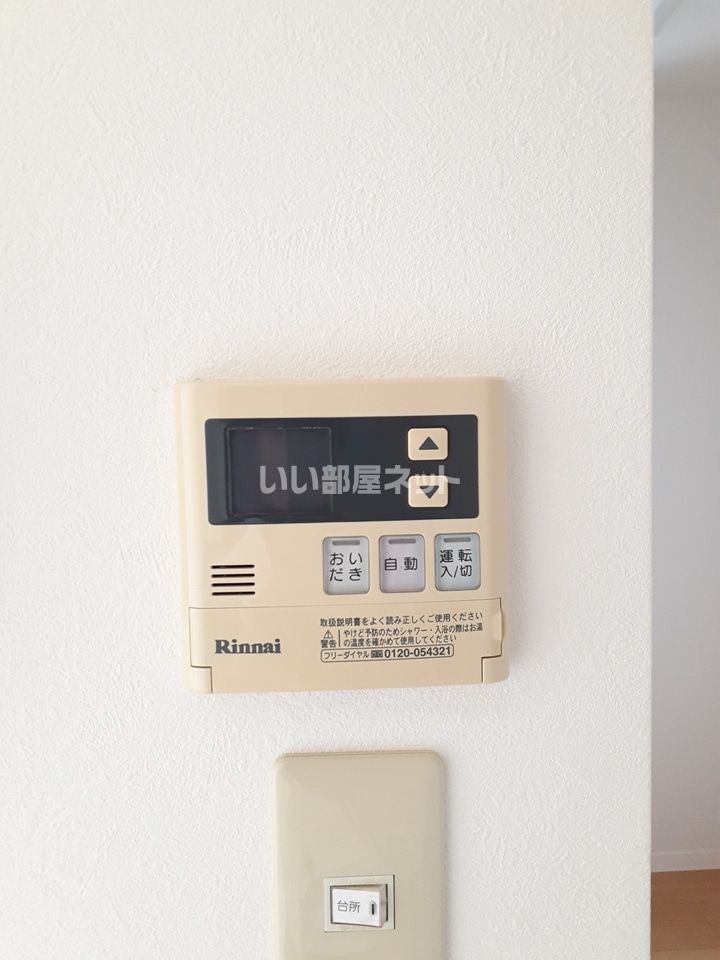 いい部屋ネット
おい
だき
自動
運転
入/切
取扱説明書をよく読み正しくご使用ください
警告
やけど予防のためシャワー・入浴の際はお湯
の温度を確かめて使用してください
フリーダイヤル 0120-054321
Rinnai
台所